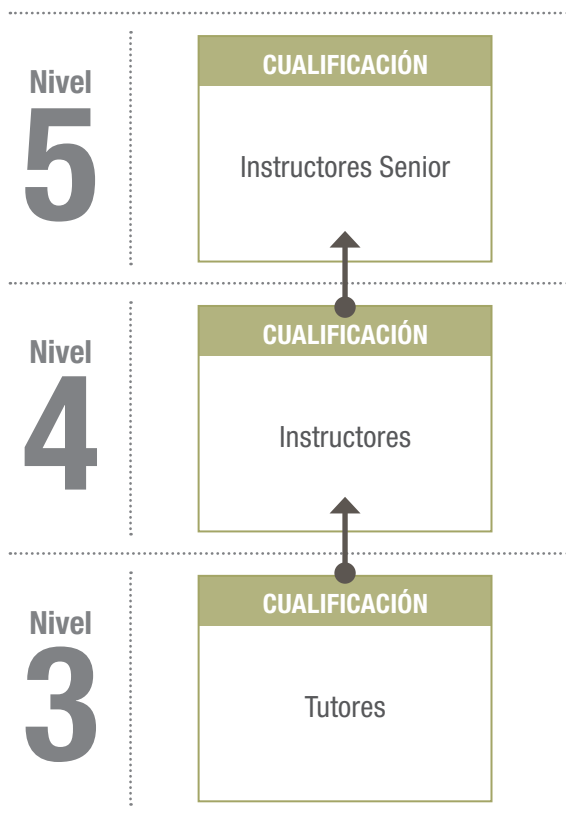 Nivel
5
CUALIFICACIÓN
Instructores Senior
Nivel
4
CUALIFICACIÓN
Instructores
Nivel
3
CUALIFICACIÓN
Tutores